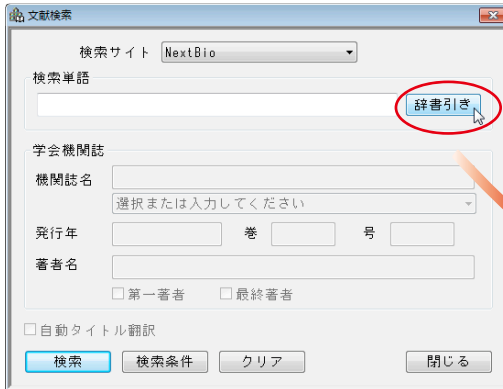 文献検索
検索サイト NextBio
検索単語
辞書引き
学会機関誌
機関誌名
選択または入力してください
発行年 巻 号
著者名
第一著者 最終著者
自動タイトル翻訳
検索 検索条件 クリア 閉じる